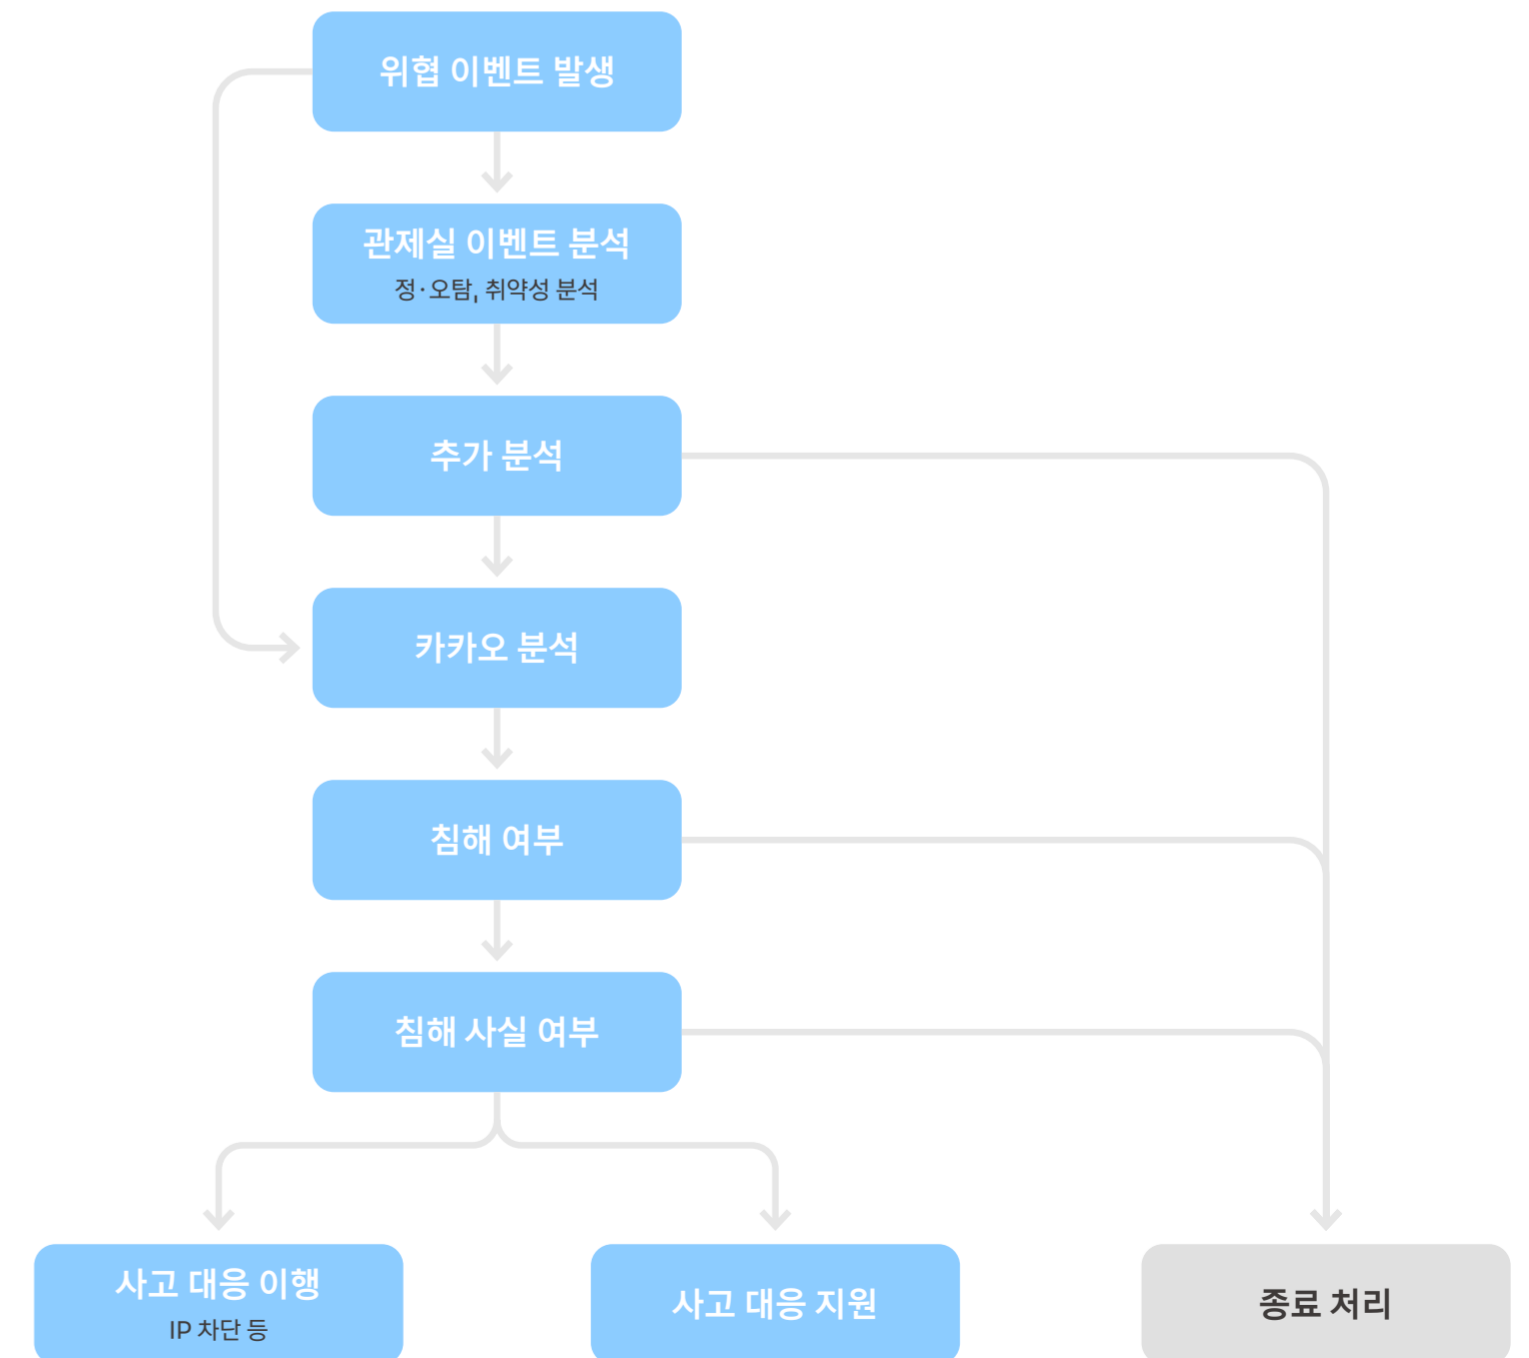 위협 이벤트 발생
관제실 이벤트 분석
정·오탐, 취약성 분석
추가 분석
카카오 분석
침해 여부
침해 사실 여부
사고 대응 이행
IP 차단 등
사고 대응 지원
종료 처리